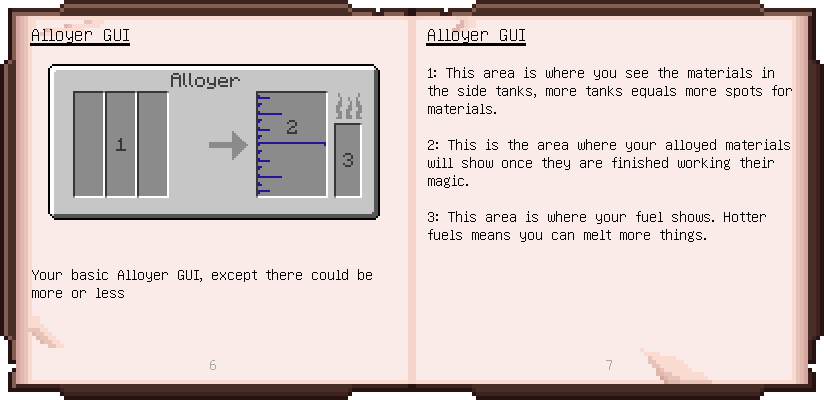 Alloyer GUI
Alloyer
1
2
3
Your basic Alloyer GUI, except there could be
more or less
6
Alloyer GUI
1: This area is where you see the materials in
the side tanks, more tanks equals more spots for
materials.
2: This is the area where your alloyed materials
will show once they are finished working their
magic.
3: This area is where your fuel shows. Hotter
fuels means you can melt more things.
7